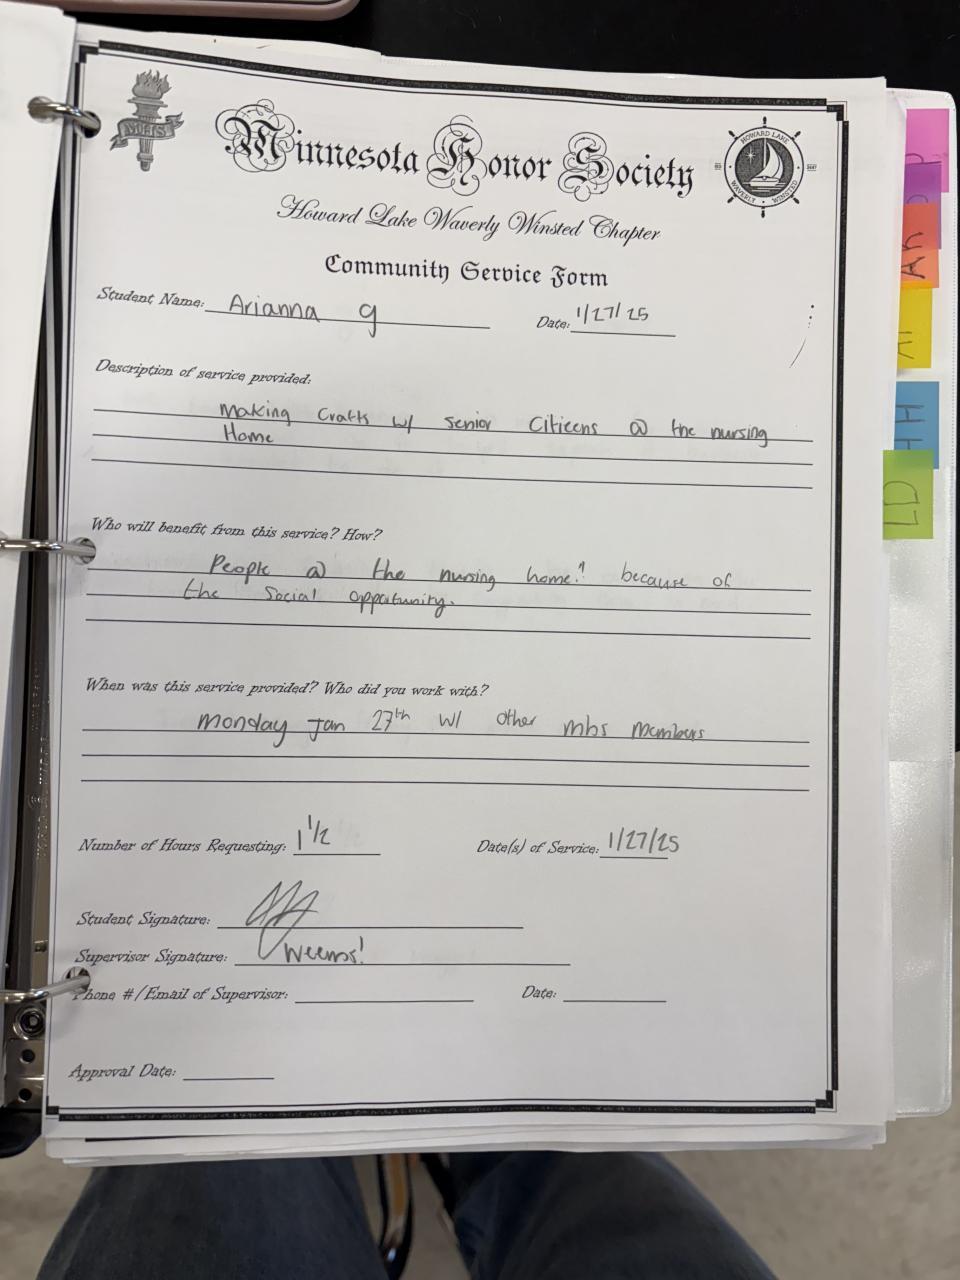 MHS
Minnesota Honor Society
HOWARD LAKE
WAVERLY WINSTED
Howard Lake Waverly Winsted Chapter
Community Service Form
Student Name: Arianna g Date: 1/27/25
Description of service provided:
Making Crafts w/ senior Citicens @ the nursing
Home
Who will benefit from this service? How?
People @ the nursing home! because of
the social opportunity.
When was this service provided? Who did you work with?
Monday Jan 27th w/ other mhs members
Number of Hours Requesting: 1 1/2 Date(s) of Service: 1/27/25
Student Signature:
Supervisor Signature: Weems!
Phone #/Email of Supervisor: Date:
Approval Date:
AK
H
H
LD